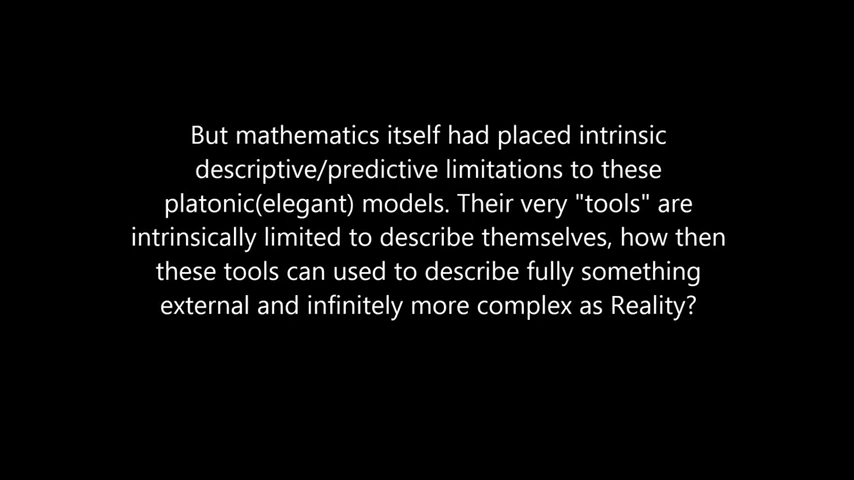 But mathematics itself had placed intrinsic
descriptive/predictive limitations to these
platonic(elegant) models. Their very "tools" are
intrinsically limited to describe themselves, how then
these tools can used to describe fully something
external and infinitely more complex as Reality?